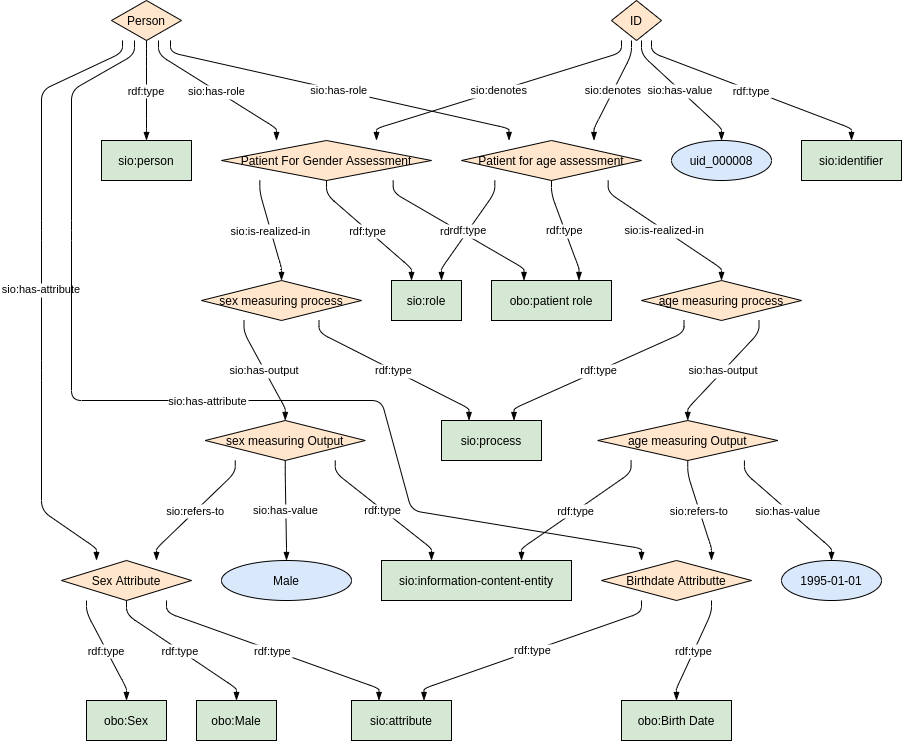 Person
ID
rdf:type
sio:has-role
sio:has-role
sio:denotes
sio:denotes
sio:has-value
rdf:type
sio:person
Patient For Gender Assessment
Patient for age assessment
uid_000008
sio:identifier
sio:is-realized-in
rdf:type
rdf:type
rdf:type
rdf:type
sio:is-realized-in
sio:has-attribute
sex measuring process
sio:role
obo:patient role
age measuring process
sio:has-output
rdf:type
rdf:type
sio:has-output
sio:has-attribute
sex measuring Output
sio:process
age measuring Output
sio:refers-to
sio:has-value
rdf:type
rdf:type
sio:refers-to
sio:has-value
Sex Attribute
Male
sio:information-content-entity
Birthdate Attributte
1995-01-01
rdf:type
rdf:type
rdf:type
rdf:type
rdf:type
obo:Sex
obo:Male
sio:attribute
obo:Birth Date